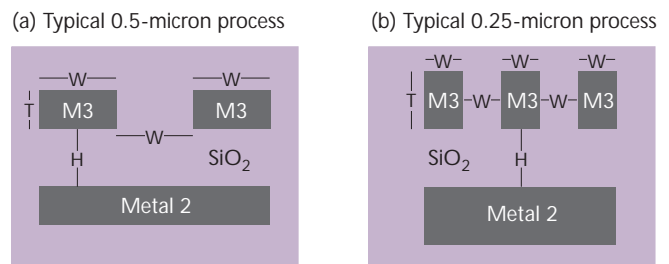 (a) Typical 0.5-micron process
W W
T M3 M3
W
H SiO₂
Metal 2
(b) Typical 0.25-micron process
W W W
T M3 W M3 W M3
SiO₂ H
Metal 2